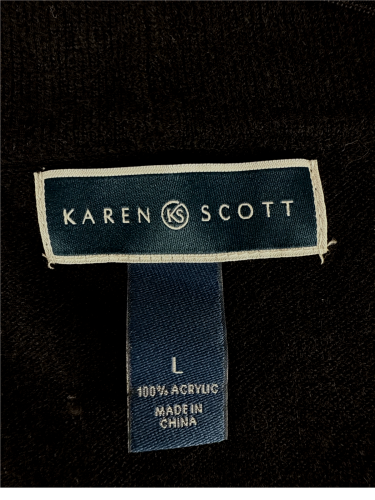 KAREN KS SCOTT
L
100% ACRYLIC
MADE IN
CHINA